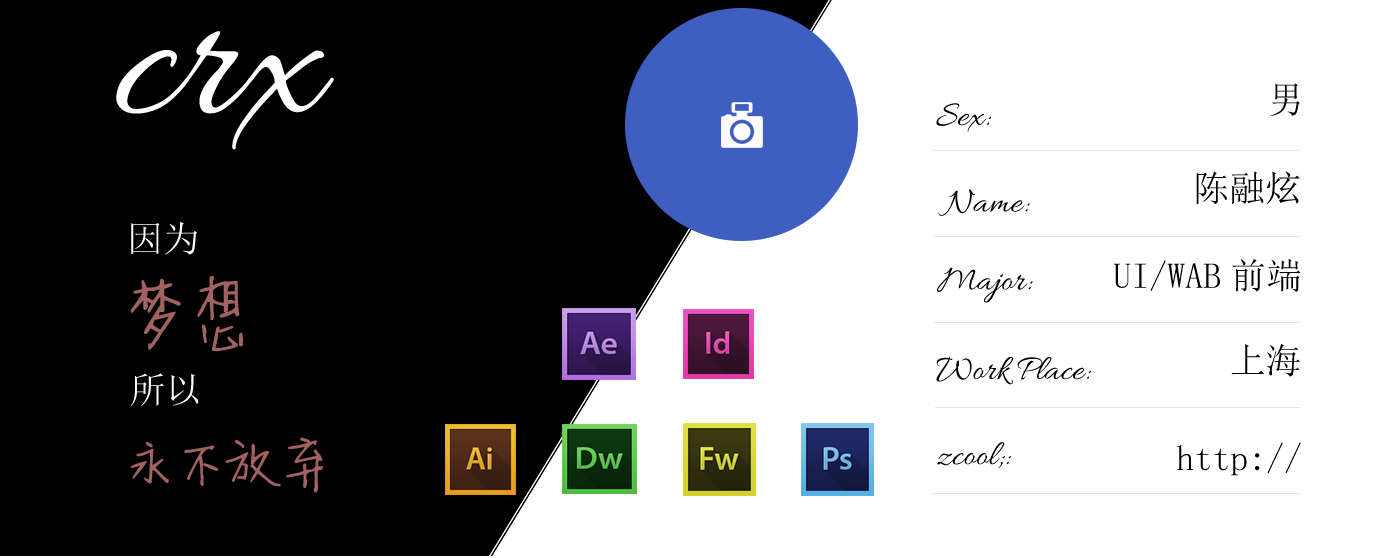 crx
因为
梦想
所以
永不放弃
Ae Id
Ai Dw Fw Ps
Sex: 男
Name: 陈融炫
Major: UI/WAB 前端
Work Place: 上海
zcool;: http://